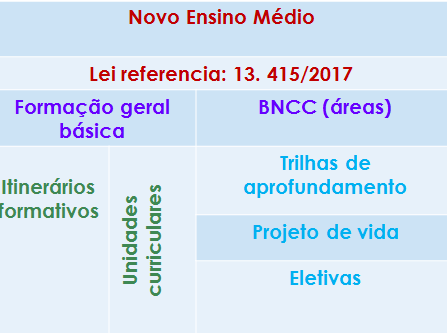 Novo Ensino Médio
Lei referencia: 13. 415/2017
Formação geral
básica
BNCC (áreas)
Itinerários
formativos
Unidades
curriculares
Trilhas de
aprofundamento
Projeto de vida
Eletivas